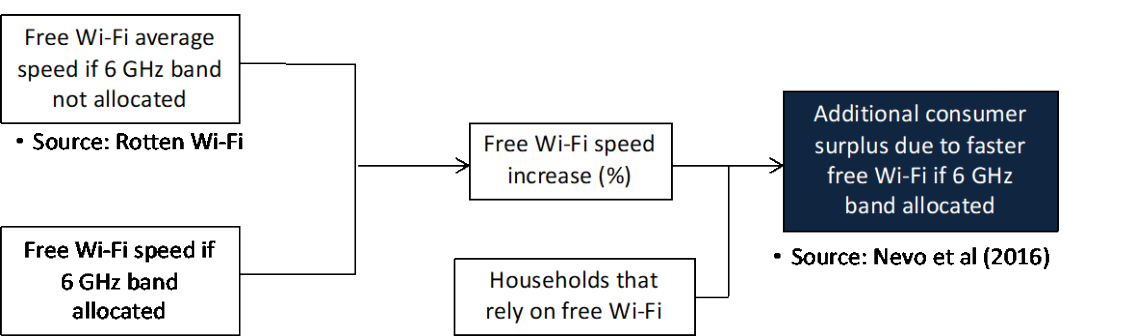 Free Wi-Fi average
speed if 6 GHz band
not allocated
• Source: Rotten Wi-Fi
Free Wi-Fi speed if
6 GHz band
allocated
Free Wi-Fi speed
increase (%)
Households that
rely on free Wi-Fi
Additional consumer
surplus due to faster
free Wi-Fi if 6 GHz
band allocated
• Source: Nevo et al (2016)